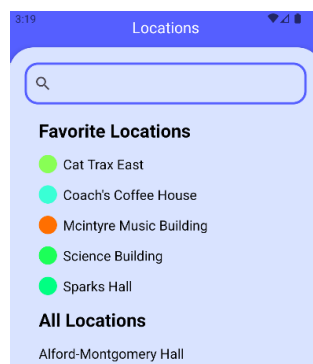 3:19
Locations
Favorite Locations
Cat Trax East
Coach's Coffee House
Mcintyre Music Building
Science Building
Sparks Hall
All Locations
Alford-Montgomery Hall